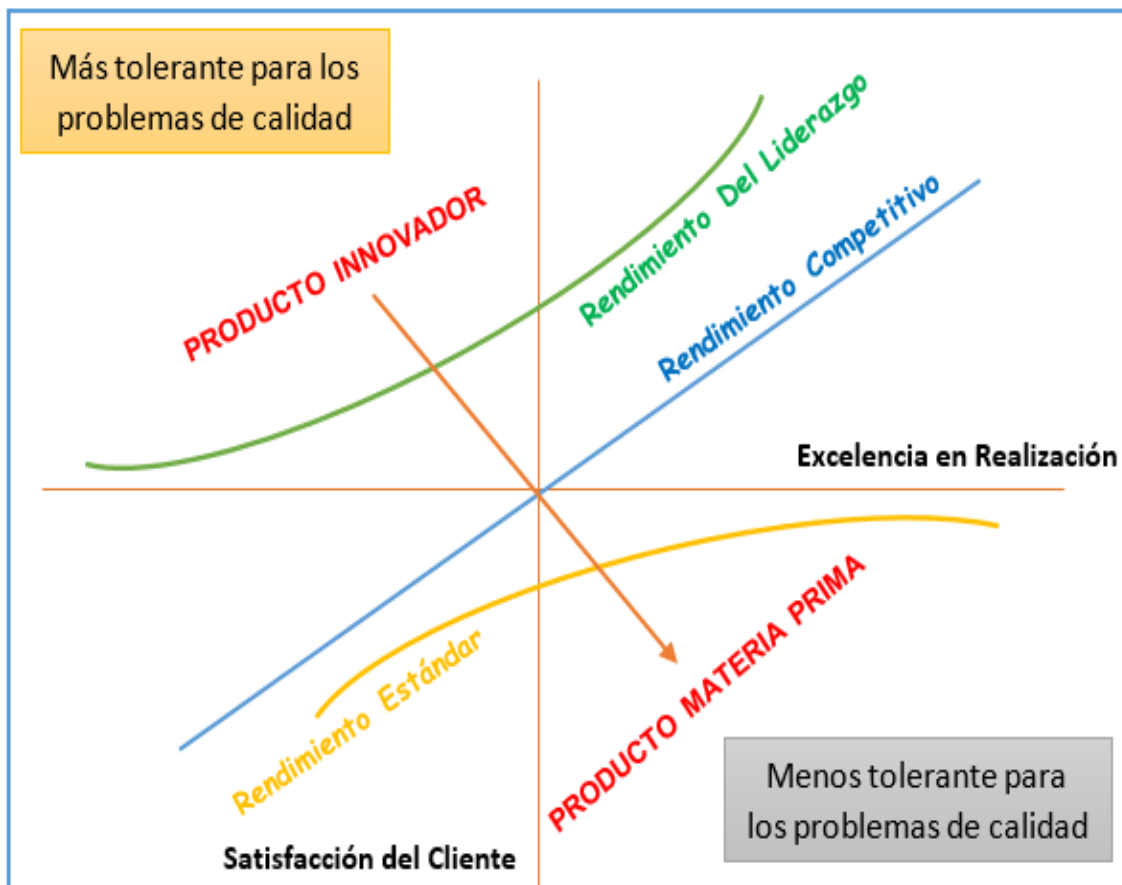 Más tolerante para los
problemas de calidad
PRODUCTO INNOVADOR
Rendimiento Del Liderazgo
Rendimiento Competitivo
Excelencia en Realización
Rendimiento Estándar
PRODUCTO MATERIA PRIMA
Menos tolerante para
los problemas de calidad
Satisfacción del Cliente